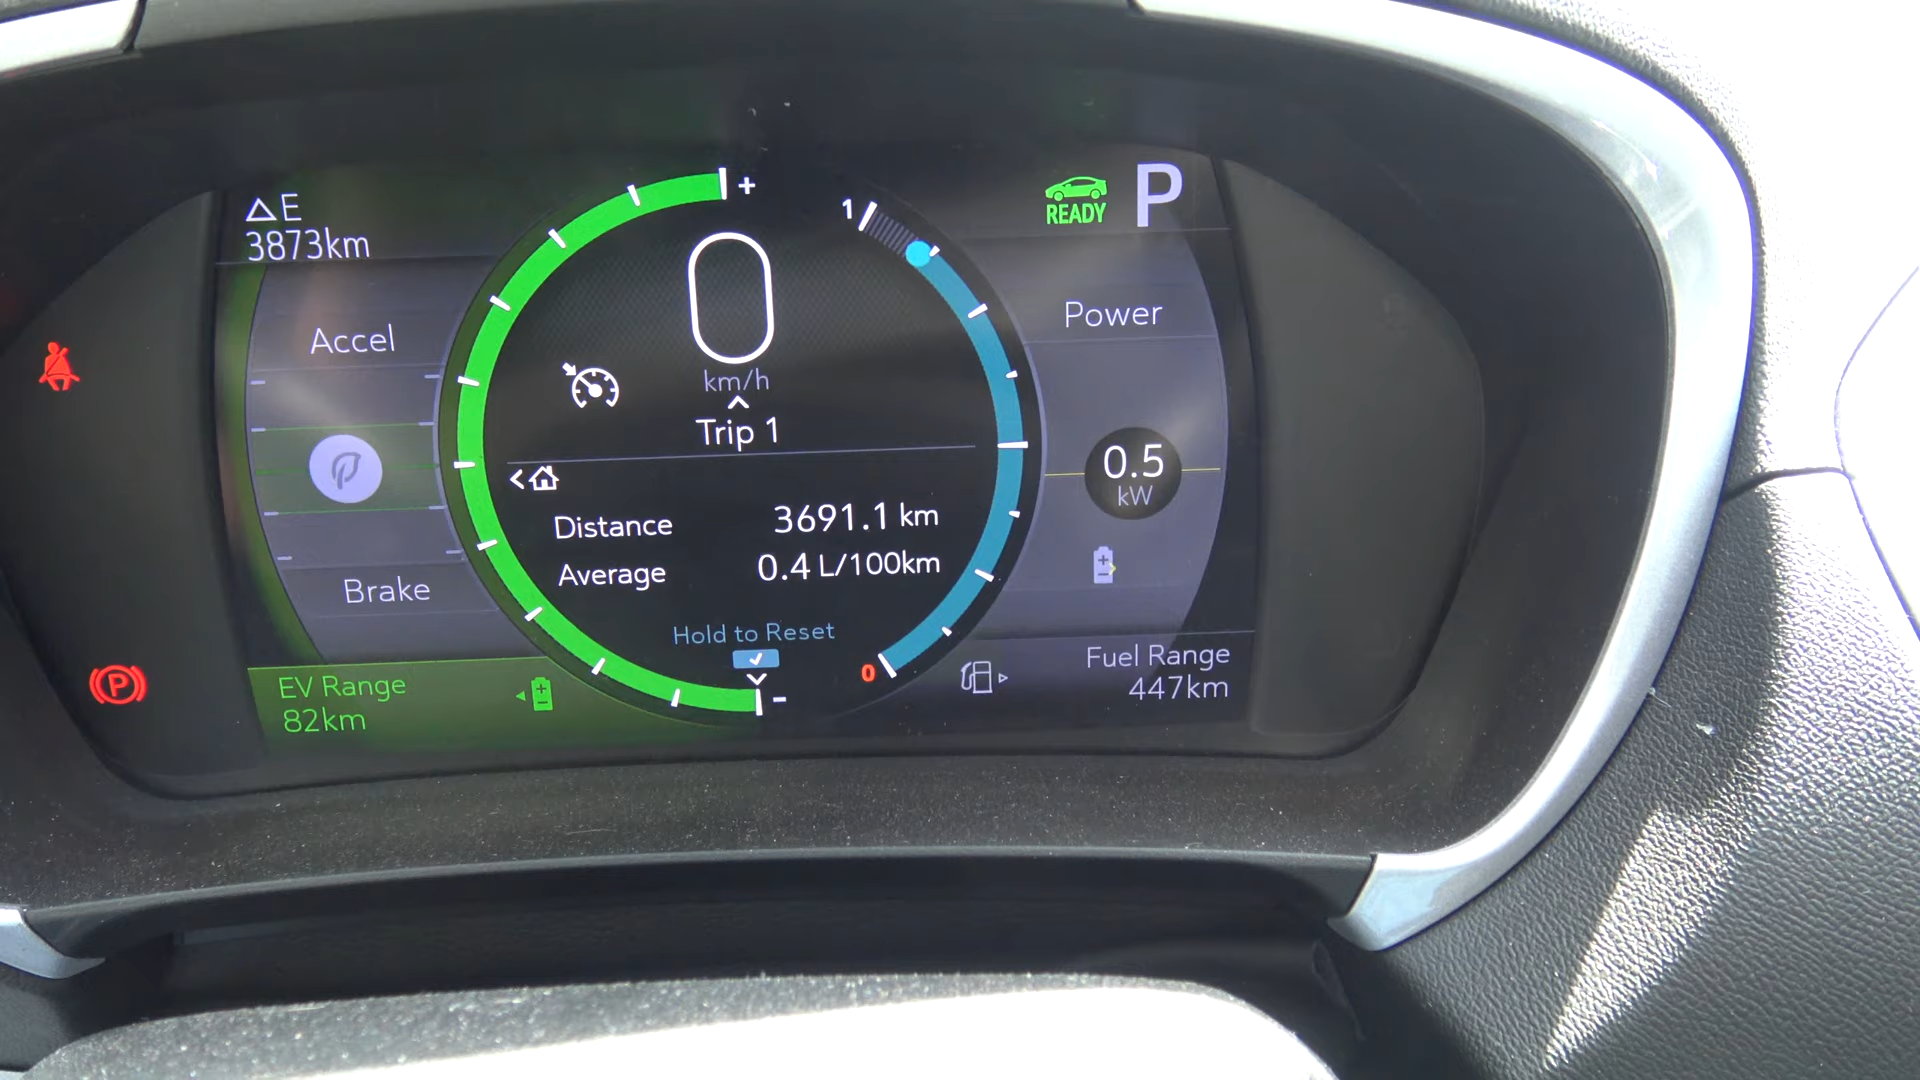 △E
3873km
Accel
Brake
EV Range
82km
+
-
0
km/h
Trip 1
Distance 3691.1 km
Average 0.4 L/100km
Hold to Reset
1
0
READY
P
Power
0.5
kW
Fuel Range
447km
P